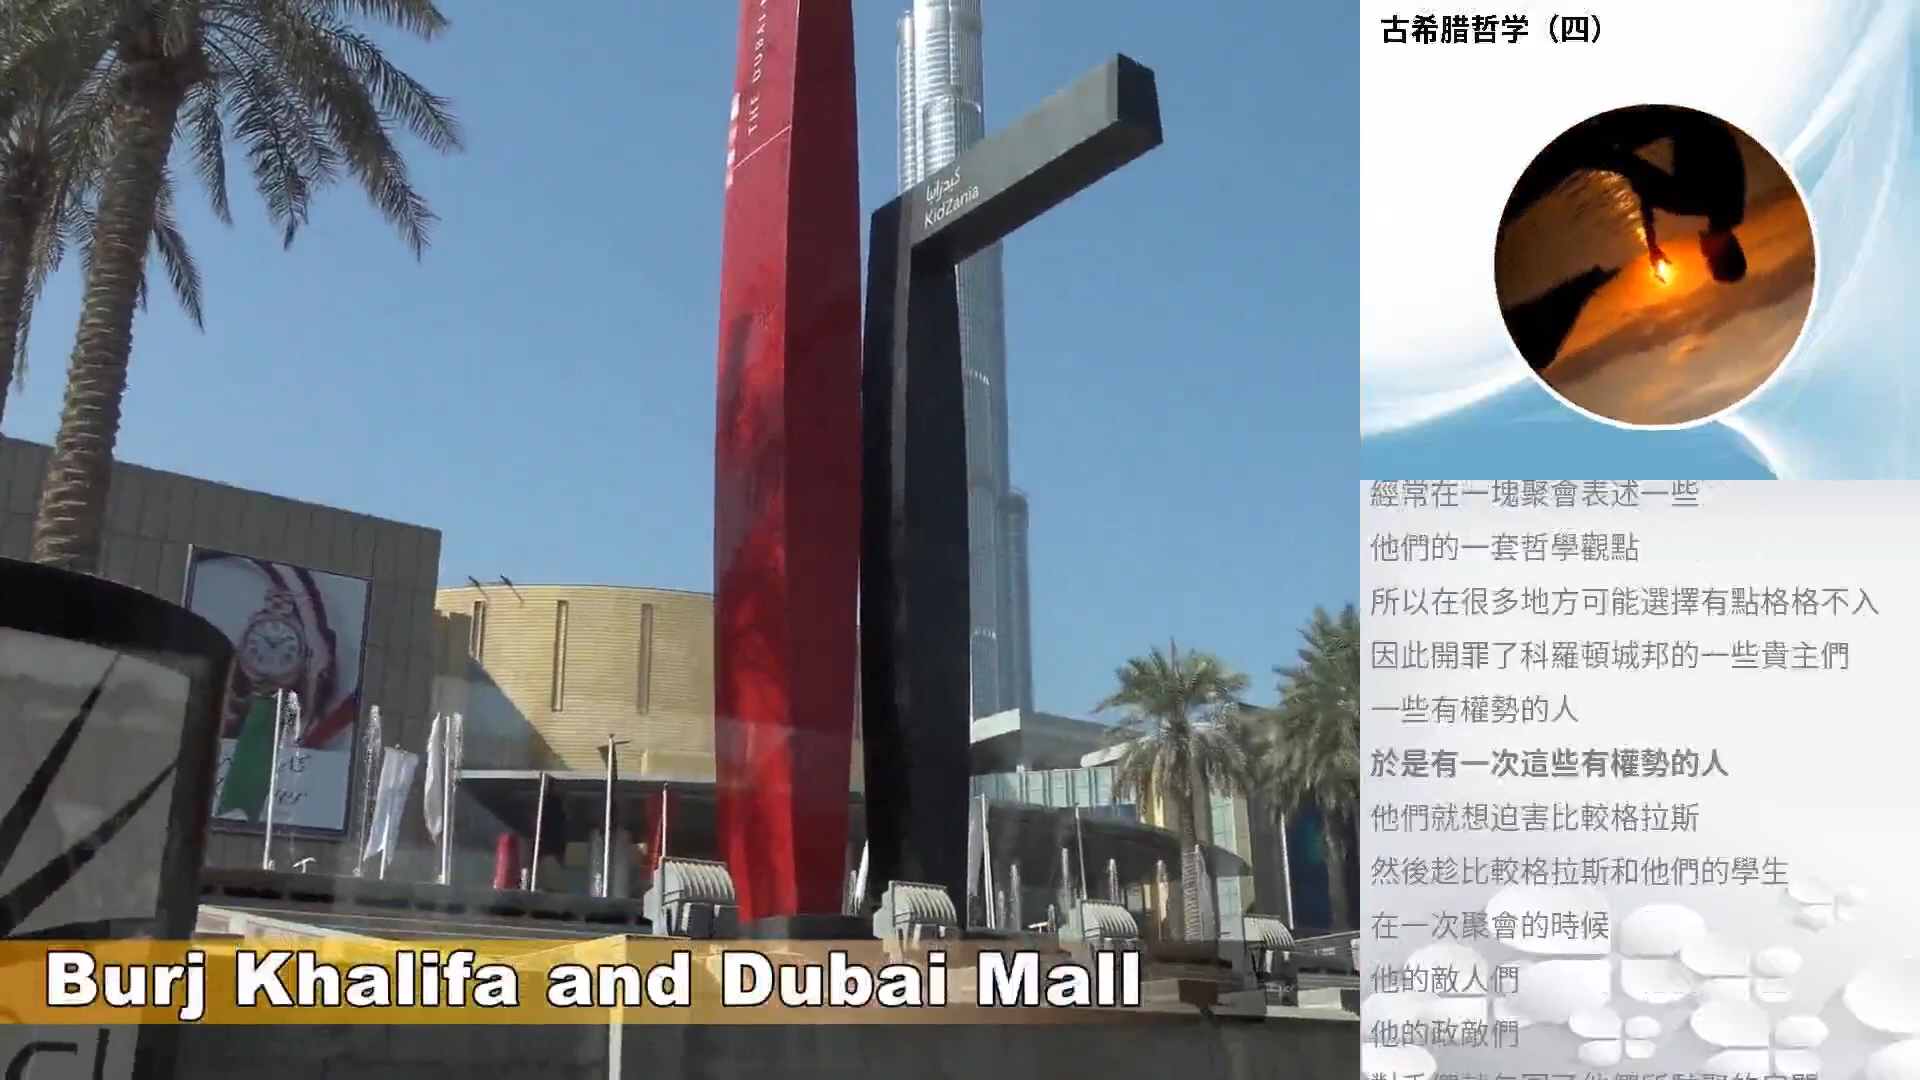 THE DUBAI
كيدزانيا
KidZania
Burj Khalifa and Dubai Mall
古希腊哲学（四）
經常在一塊聚會表述一些
他們的一套哲學觀點
所以在很多地方可能選擇有點格格不入
因此開罪了科羅頓城邦的一些貴主們
一些有權勢的人
於是有一次這些有權勢的人
他們就想迫害比較格拉斯
然後趁比較格拉斯和他們的學生
在一次聚會的時候
他的敵人們
他的政敵們